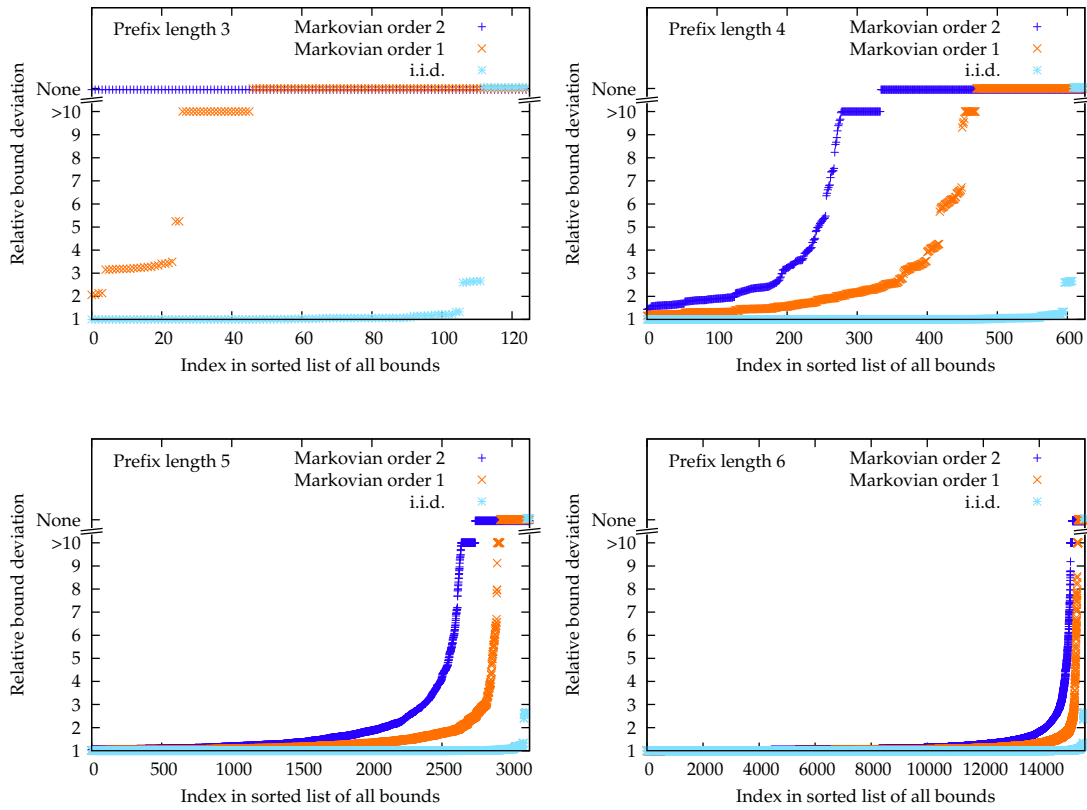 Prefix length 3
Markovian order 2
Markovian order 1
i.i.d.
None
>10
9
8
7
6
5
4
3
2
1
0 20 40 60 80 100 120
Relative bound deviation
Index in sorted list of all bounds
Prefix length 4
Markovian order 2
Markovian order 1
i.i.d.
None
>10
9
8
7
6
5
4
3
2
1
0 100 200 300 400 500 600
Relative bound deviation
Index in sorted list of all bounds
Prefix length 5
Markovian order 2
Markovian order 1
i.i.d.
None
>10
9
8
7
6
5
4
3
2
1
0 500 1000 1500 2000 2500 3000
Relative bound deviation
Index in sorted list of all bounds
Prefix length 6
Markovian order 2
Markovian order 1
i.i.d.
None
>10
9
8
7
6
5
4
3
2
1
0 2000 4000 6000 8000 10000 12000 14000
Relative bound deviation
Index in sorted list of all bounds